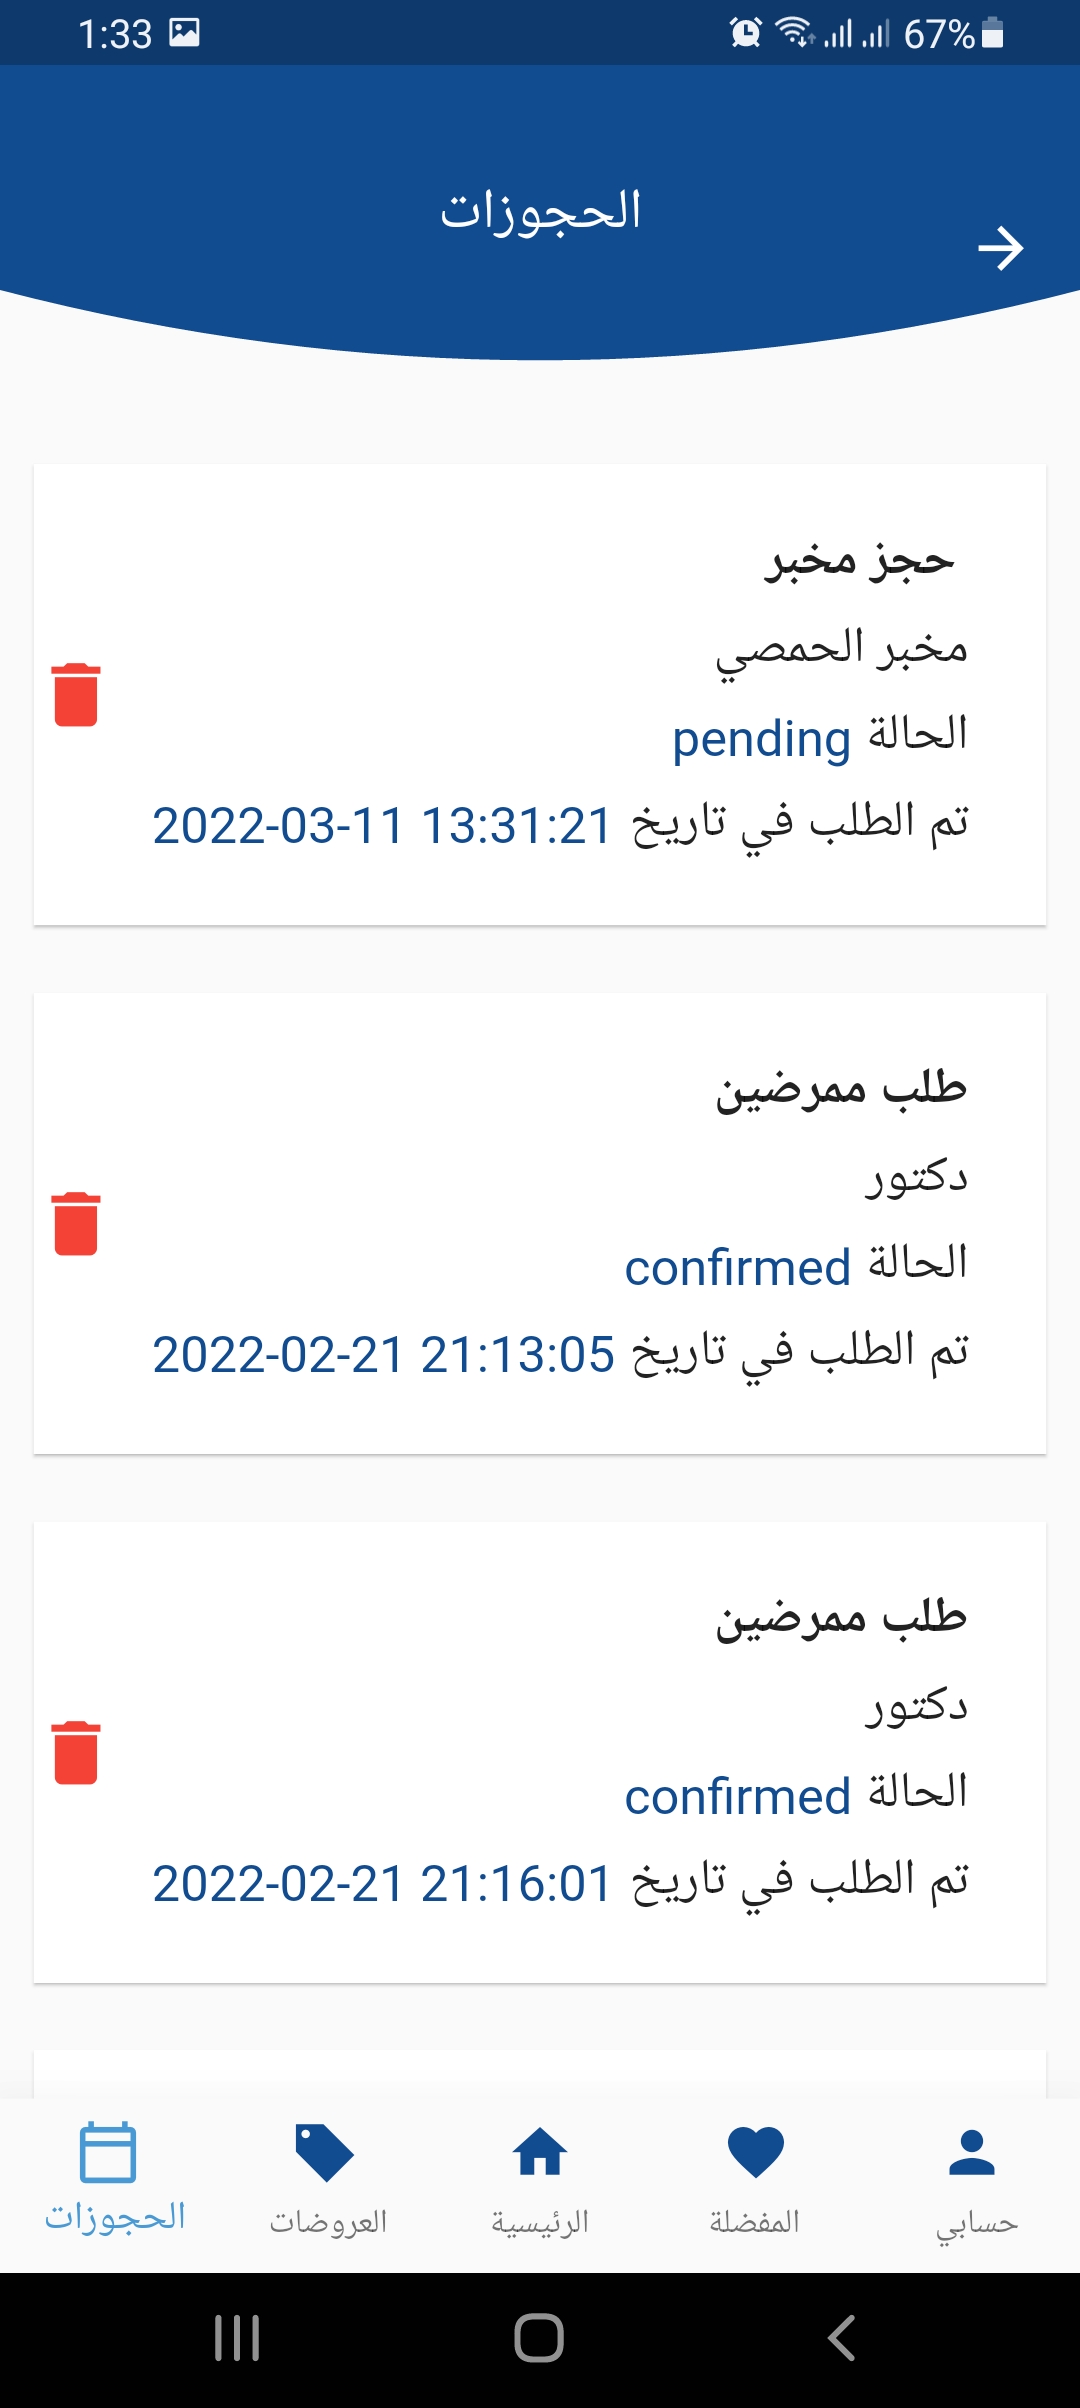 1:33 67%
الحجوزات
حجز مخبر
مخبر الحمصي
الحالة pending
تم الطلب في تاريخ 2022-03-11 13:31:21
طلب ممرضين
دكتور
الحالة confirmed
تم الطلب في تاريخ 2022-02-21 21:13:05
طلب ممرضين
دكتور
الحالة confirmed
تم الطلب في تاريخ 2022-02-21 21:16:01
حسابي المفضلة الرئيسية العروضات الحجوزات